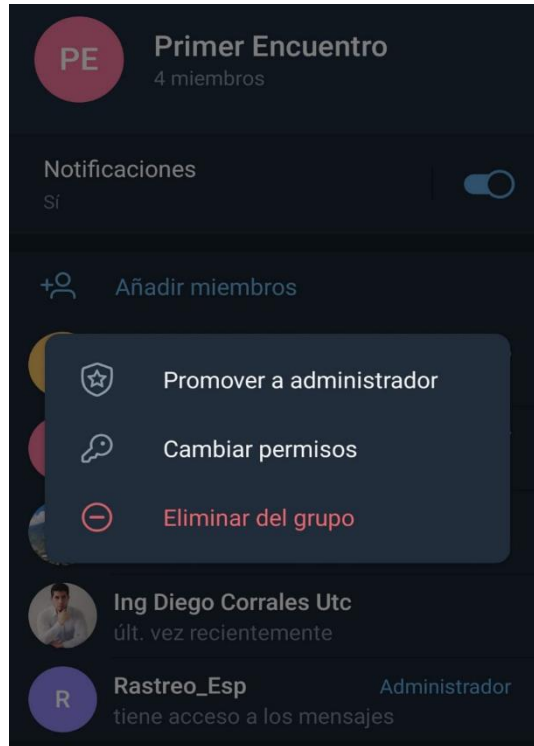 PE
Primer Encuentro
4 miembros
Notificaciones
Sí
Añadir miembros
Promover a administrador
Cambiar permisos
Eliminar del grupo
Ing Diego Corrales Utc
últ. vez recientemente
R
Rastreo_Esp
Administrador
tiene acceso a los mensajes